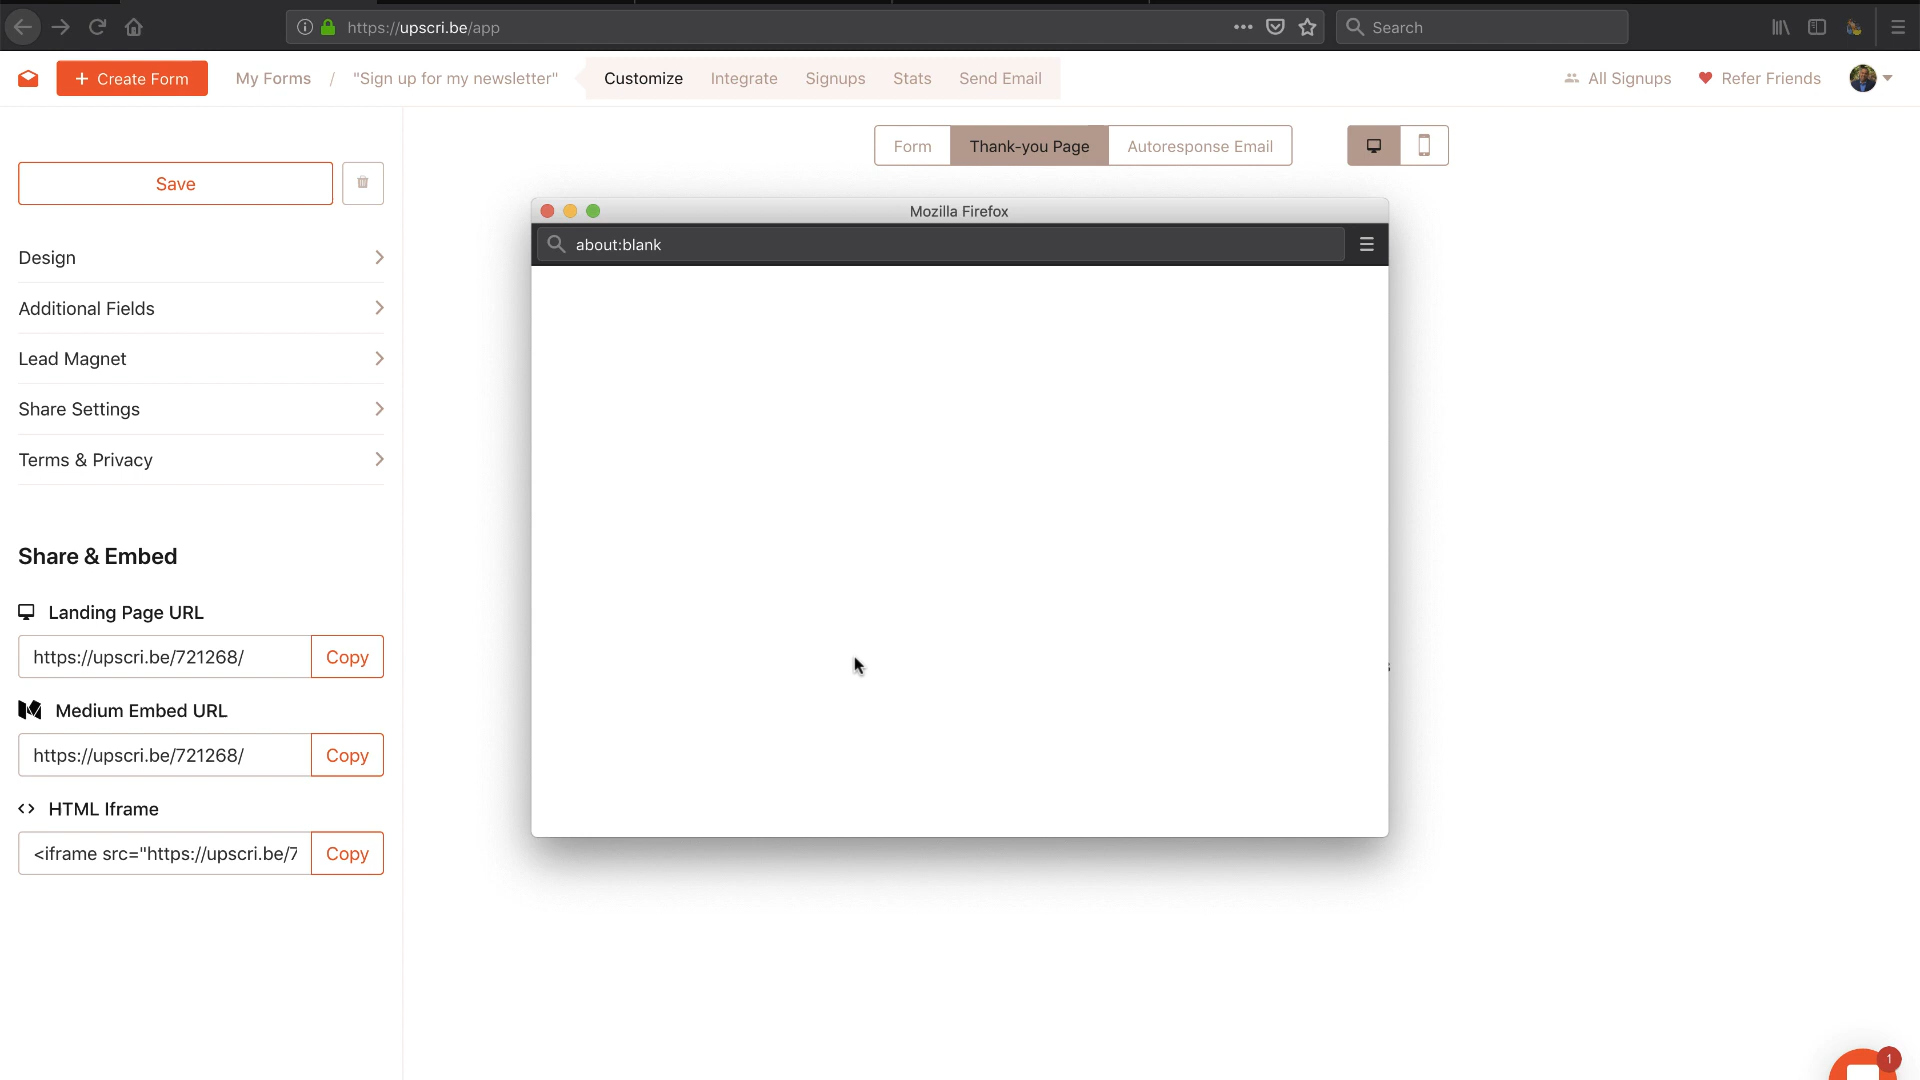 https://upscri.be/app
Search
+ Create Form
My Forms / "Sign up for my newsletter"
Customize
Integrate
Signups
Stats
Send Email
All Signups
Refer Friends
Form
Thank-you Page
Autoresponse Email
Save
Mozilla Firefox
about:blank
Design
Additional Fields
Lead Magnet
Share Settings
Terms & Privacy
Share & Embed
Landing Page URL
https://upscri.be/721268/
Copy
Medium Embed URL
https://upscri.be/721268/
Copy
HTML Iframe
<iframe src="https://upscri.be/7
Copy
1